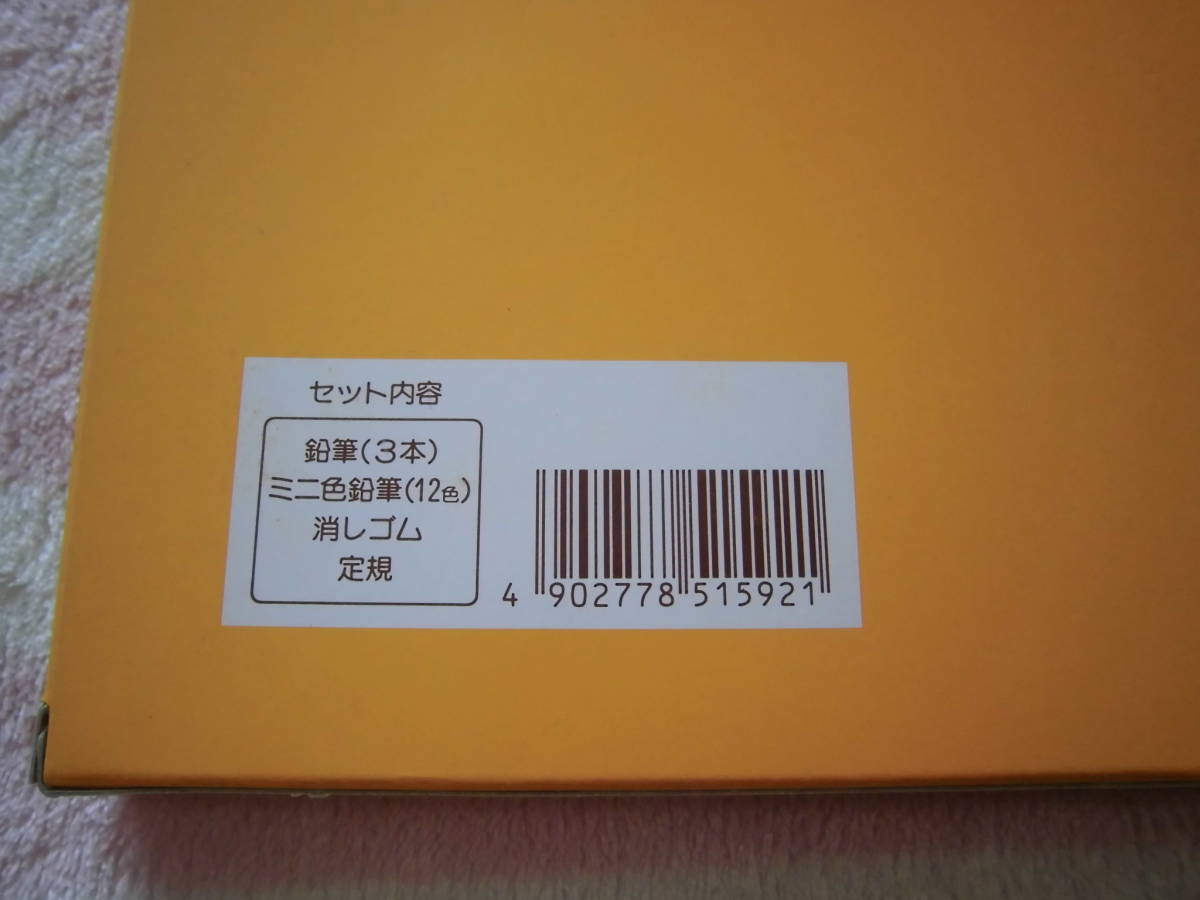 セット内容
鉛筆(3本)
ミニ色鉛筆(12色)
消しゴム
定規
4 902778 515921